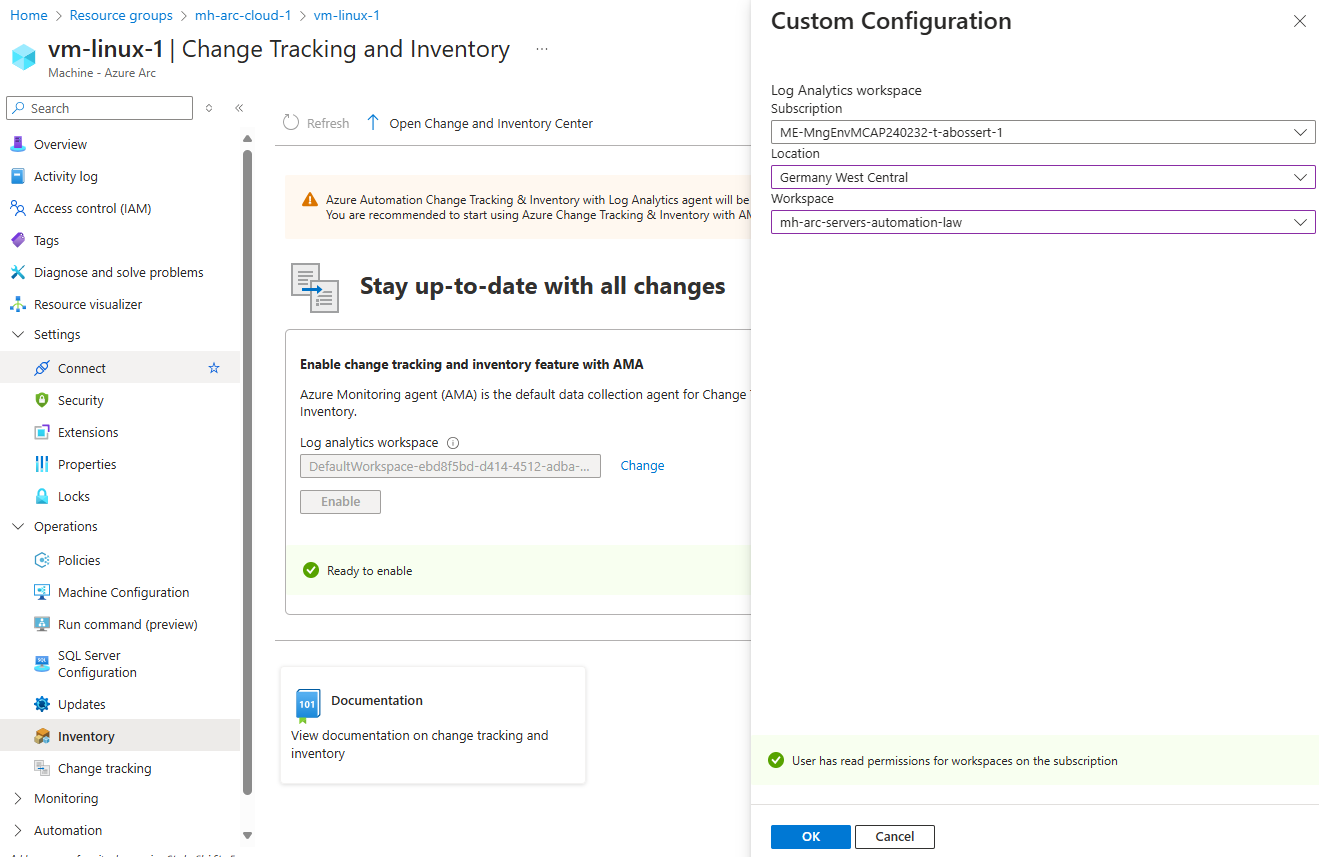 Home > Resource groups > mh-arc-cloud-1 > vm-linux-1
vm-linux-1 | Change Tracking and Inventory ...
Machine - Azure Arc
Search
Overview
Activity log
Access control (IAM)
Tags
Diagnose and solve problems
Resource visualizer
Settings
Connect
Security
Extensions
Properties
Locks
Operations
Policies
Machine Configuration
Run command (preview)
SQL Server
Configuration
Updates
Inventory
Change tracking
Monitoring
Automation
Refresh
Open Change and Inventory Center
Azure Automation Change Tracking & Inventory with Log Analytics agent will be
You are recommended to start using Azure Change Tracking & Inventory with AM
Stay up-to-date with all changes
Enable change tracking and inventory feature with AMA
Azure Monitoring agent (AMA) is the default data collection agent for Change
Inventory.
Log analytics workspace
DefaultWorkspace-ebd8f5bd-d414-4512-adba-...
Change
Enable
Ready to enable
101
Documentation
View documentation on change tracking and
inventory
Custom Configuration
Log Analytics workspace
Subscription
ME-MngEnvMCAP240232-t-abossert-1
Location
Germany West Central
Workspace
mh-arc-servers-automation-law
User has read permissions for workspaces on the subscription
OK
Cancel